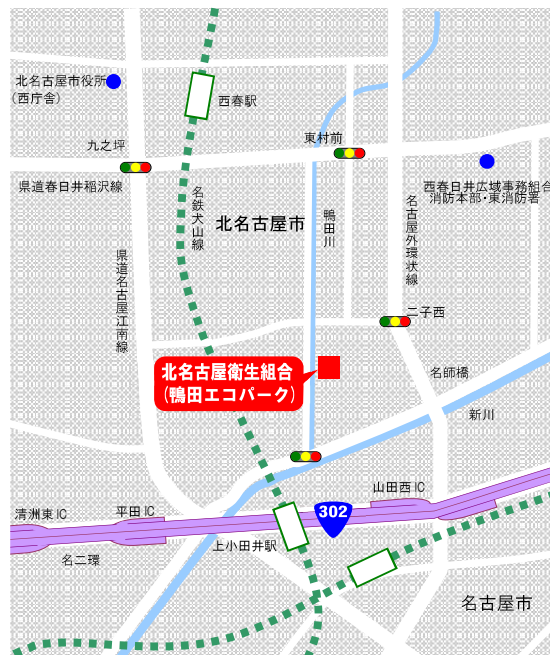 北名古屋市役所
(西庁舎)
西春駅
九之坪
東村前
県道春日井稲沢線
西春日井広域事務組合
消防本部・東消防署
名鉄犬山線
北名古屋市
鴨田川
名古屋外環状線
県道名古屋江南線
二子西
北名古屋衛生組合
(鴨田エコパーク)
名師橋
新川
山田西IC
清洲東IC
平田IC
302
上小田井駅
名二環
名古屋市